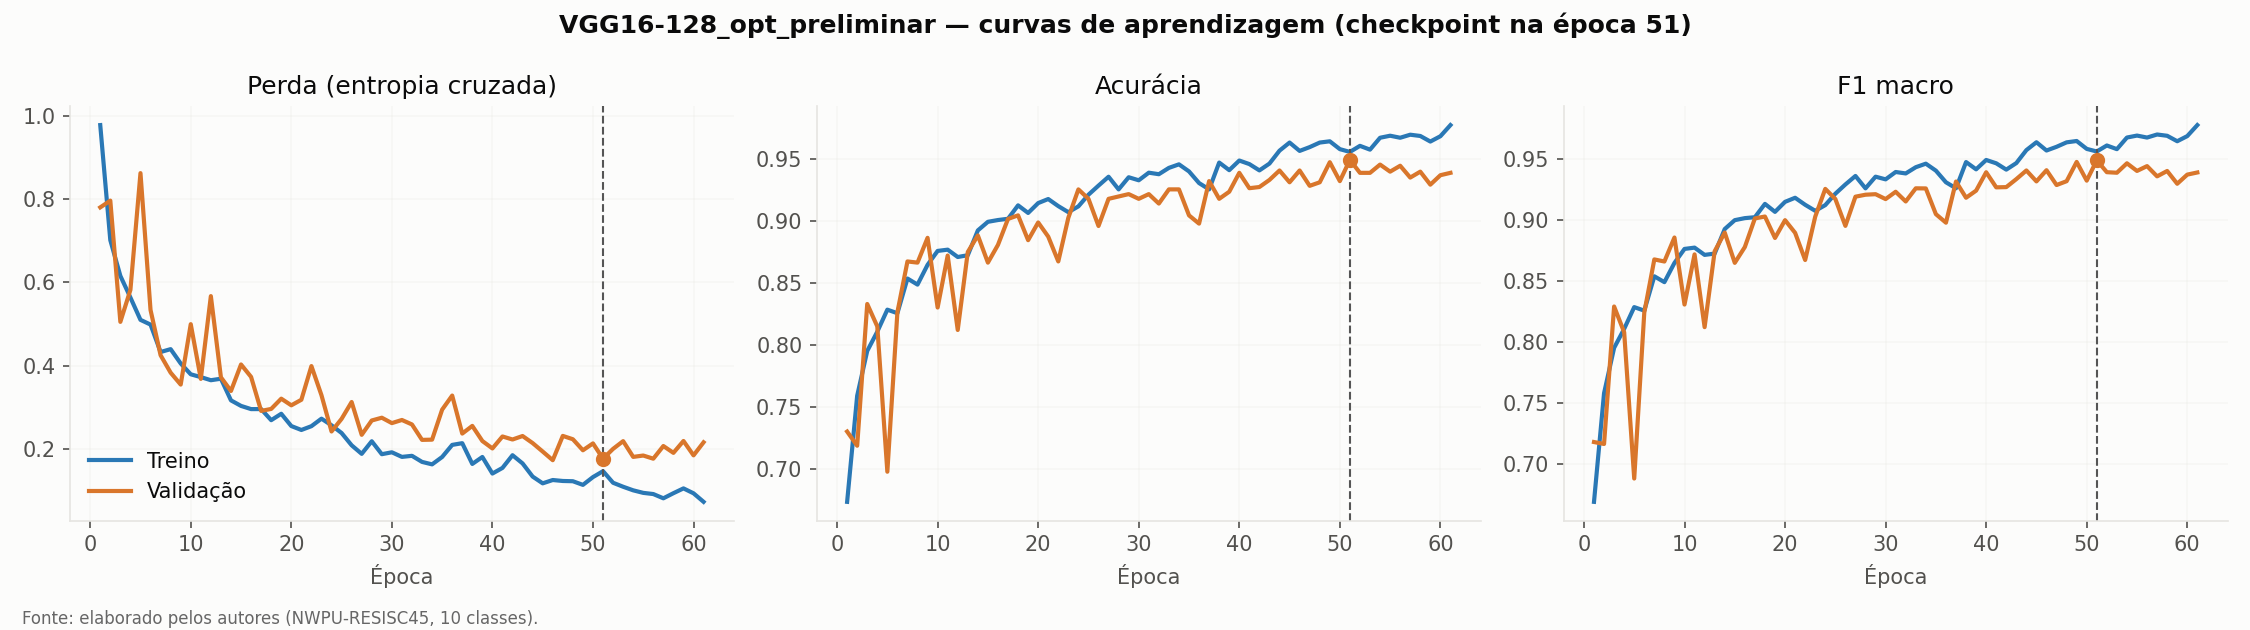 VGG16-128_opt_preliminar — curvas de aprendizagem (checkpoint na época 51)
Perda (entropia cruzada)
1.0
0.8
0.6
0.4
0.2
Treino
Validação
0 10 20 30 40 50 60
Época
Acurácia
0.95
0.90
0.85
0.80
0.75
0.70
0 10 20 30 40 50 60
Época
F1 macro
0.95
0.90
0.85
0.80
0.75
0.70
0 10 20 30 40 50 60
Época
Fonte: elaborado pelos autores (NWPU-RESISC45, 10 classes).